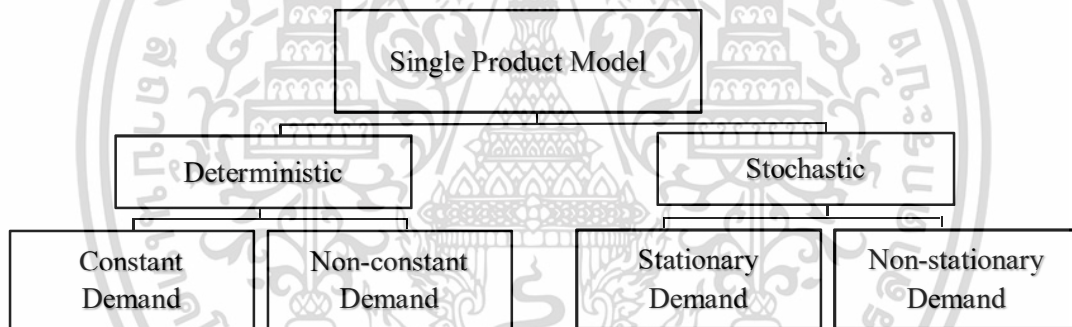 Single Product Model
Deterministic
Stochastic
Constant
Demand
Non-constant
Demand
Stationary
Demand
Non-stationary
Demand